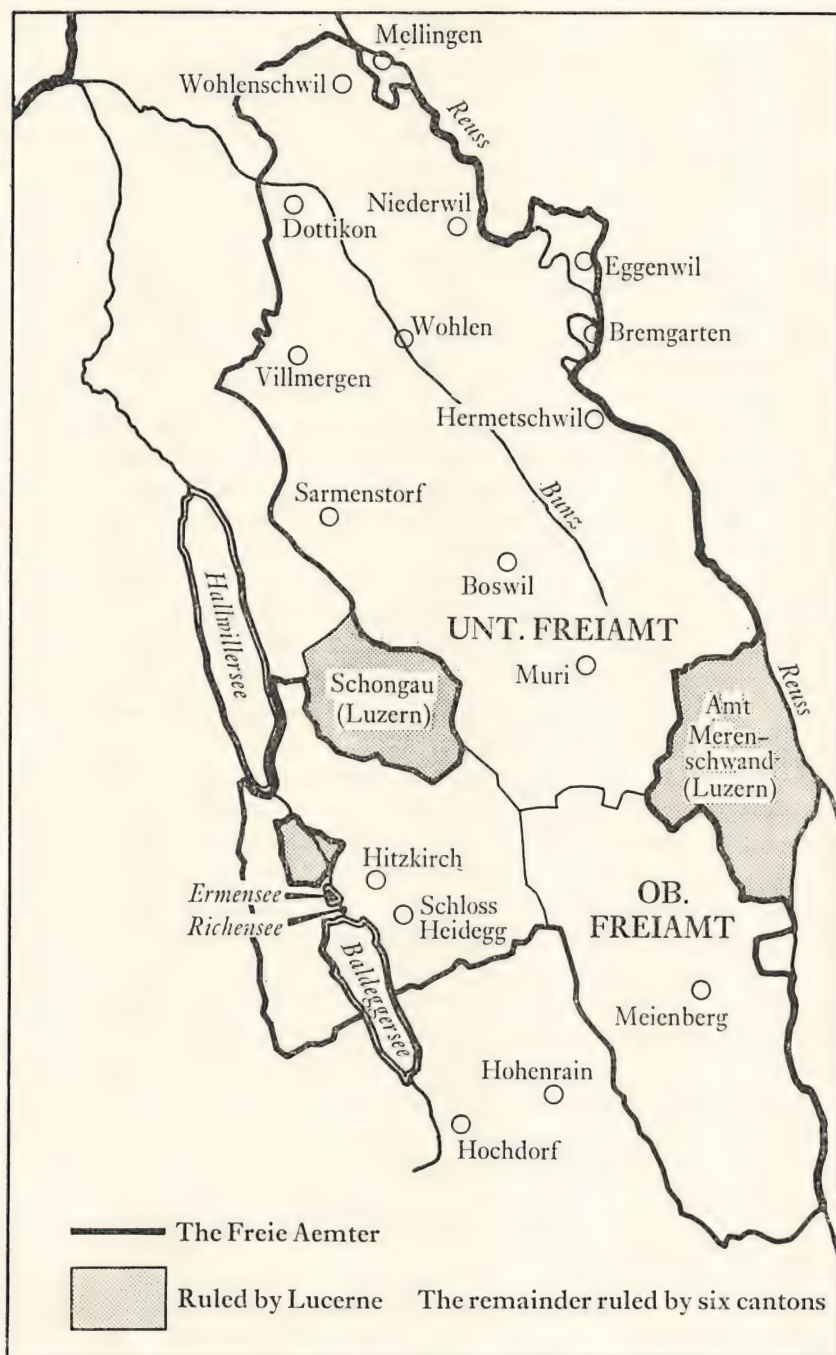 Mellingen
Wohlenschwil
Reuss
Niederwil
Dottikon
Eggenwil
Wohlen
Bremgarten
Villmergen
Hermetschwil
Sarmenstorf
Bunz
Boswil
Hallwillersee
UNT. FREIAMT
Muri
Schongau
(Luzern)
Reuss
Amt
Meren-
schwand
(Luzern)
Hitzkirch
Ermensee
Richensee
Schloss
Heidegg
OB.
FREIAMT
Baldeggersee
Meienberg
Hohenrain
Hochdorf
The Freie Aemter
Ruled by Lucerne The remainder ruled by six cantons